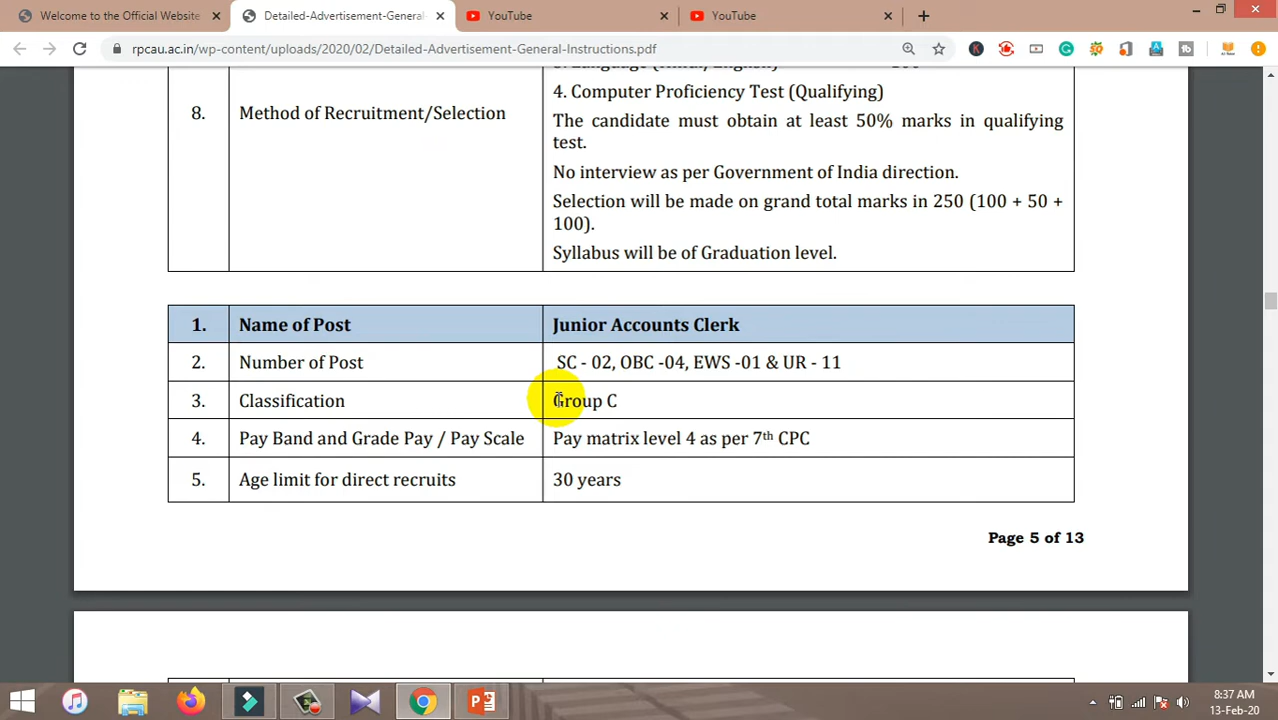 Welcome to the Official Website
Detailed-Advertisement-General-
YouTube
YouTube
rpcau.ac.in/wp-content/uploads/2020/02/Detailed-Advertisement-General-Instructions.pdf
4. Computer Proficiency Test (Qualifying)
8. Method of Recruitment/Selection
The candidate must obtain at least 50% marks in qualifying
test.
No interview as per Government of India direction.
Selection will be made on grand total marks in 250 (100 + 50 +
100).
Syllabus will be of Graduation level.
1. Name of Post Junior Accounts Clerk
2. Number of Post SC - 02, OBC -04, EWS -01 & UR - 11
3. Classification Group C
4. Pay Band and Grade Pay / Pay Scale Pay matrix level 4 as per 7th CPC
5. Age limit for direct recruits 30 years
Page 5 of 13
8:37 AM
13-Feb-20